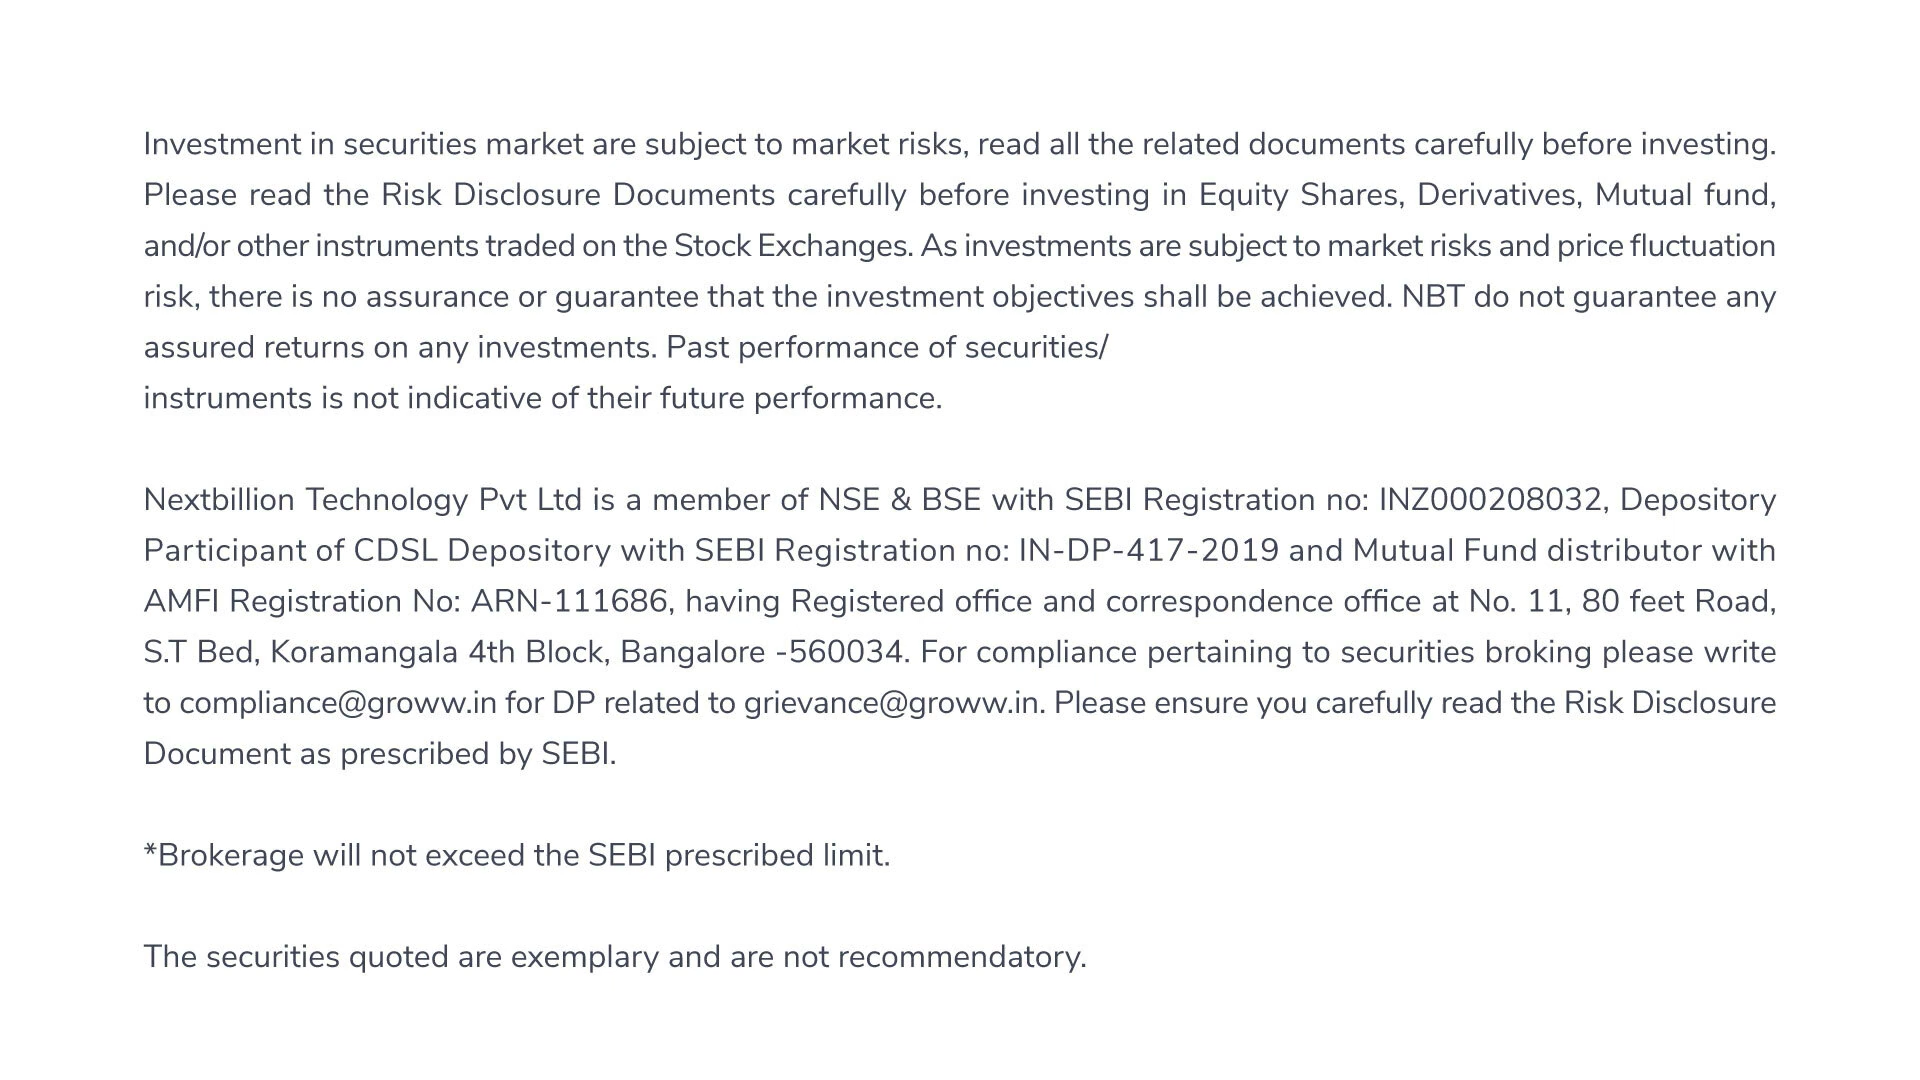 Investment in securities market are subject to market risks, read all the related documents carefully before investing.
Please read the Risk Disclosure Documents carefully before investing in Equity Shares, Derivatives, Mutual fund,
and/or other instruments traded on the Stock Exchanges. As investments are subject to market risks and price fluctuation
risk, there is no assurance or guarantee that the investment objectives shall be achieved. NBT do not guarantee any
assured returns on any investments. Past performance of securities/
instruments is not indicative of their future performance.
Nextbillion Technology Pvt Ltd is a member of NSE & BSE with SEBI Registration no: INZ000208032, Depository
Participant of CDSL Depository with SEBI Registration no: IN-DP-417-2019 and Mutual Fund distributor with
AMFI Registration No: ARN-111686, having Registered office and correspondence office at No. 11, 80 feet Road,
S.T Bed, Koramangala 4th Block, Bangalore -560034. For compliance pertaining to securities broking please write
to compliance@groww.in for DP related to grievance@groww.in. Please ensure you carefully read the Risk Disclosure
Document as prescribed by SEBI.
*Brokerage will not exceed the SEBI prescribed limit.
The securities quoted are exemplary and are not recommendatory.